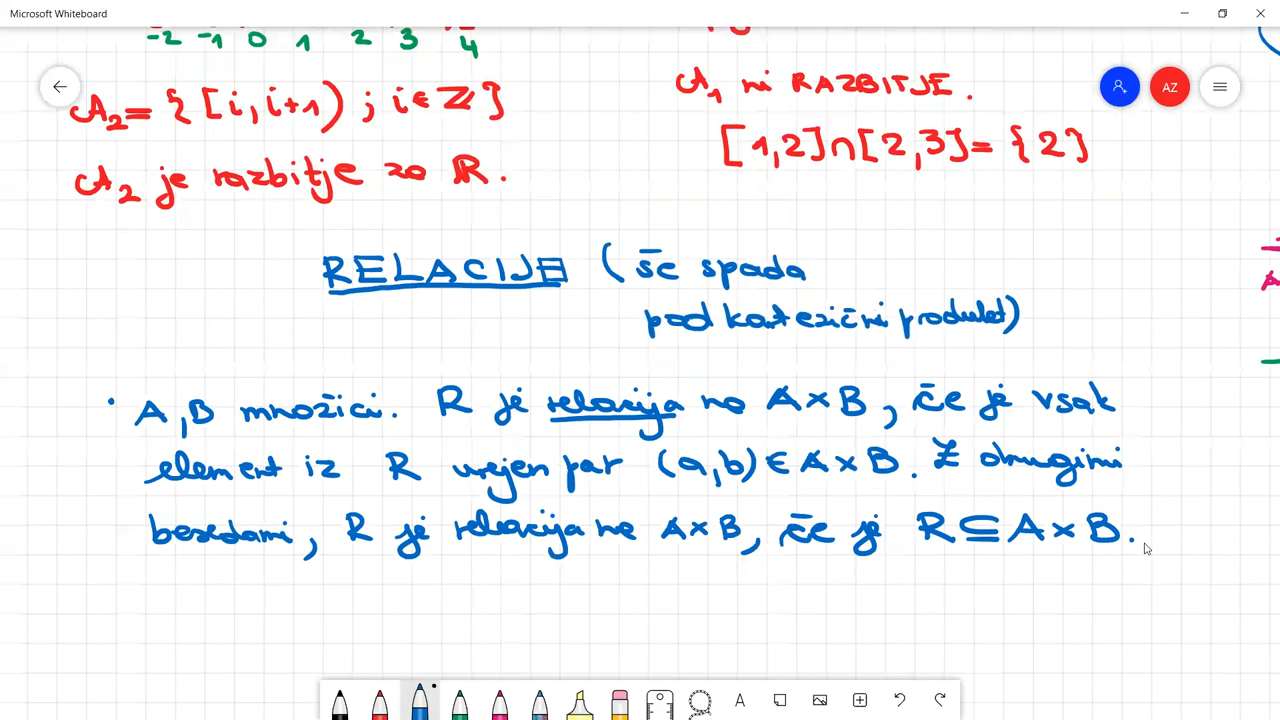 Microsoft Whiteboard
-2 -1 0 1 2 3 4
A₂ = { [i, i+1) ; i ∈ ℤ }
A₂ je razbitje za ℝ.
A₁ ni RAZBITJE.
[1,2] ∩ [2,3] = {2}
AZ
RELACIJE (še spada
pod kartezični produkt)
• A, B množici. R je relacija na A × B, če je vsak
element iz R urejen par (a,b) ∈ A × B. Z drugimi
besedami, R je relacija na A × B, če je R ⊆ A × B.
A